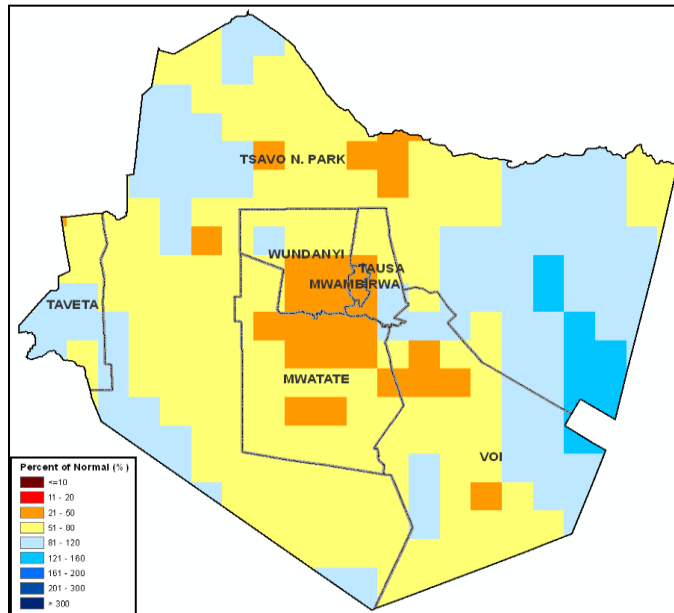 TSAVO N. PARK
WUNDANYI
TAUSA
MWAMBIRWA
TAVETA
MWATATE
VOI
Percent of Normal (%)
<=10
11 - 20
21 - 50
51 - 80
81 - 120
121 - 160
161 - 200
201 - 300
> 300